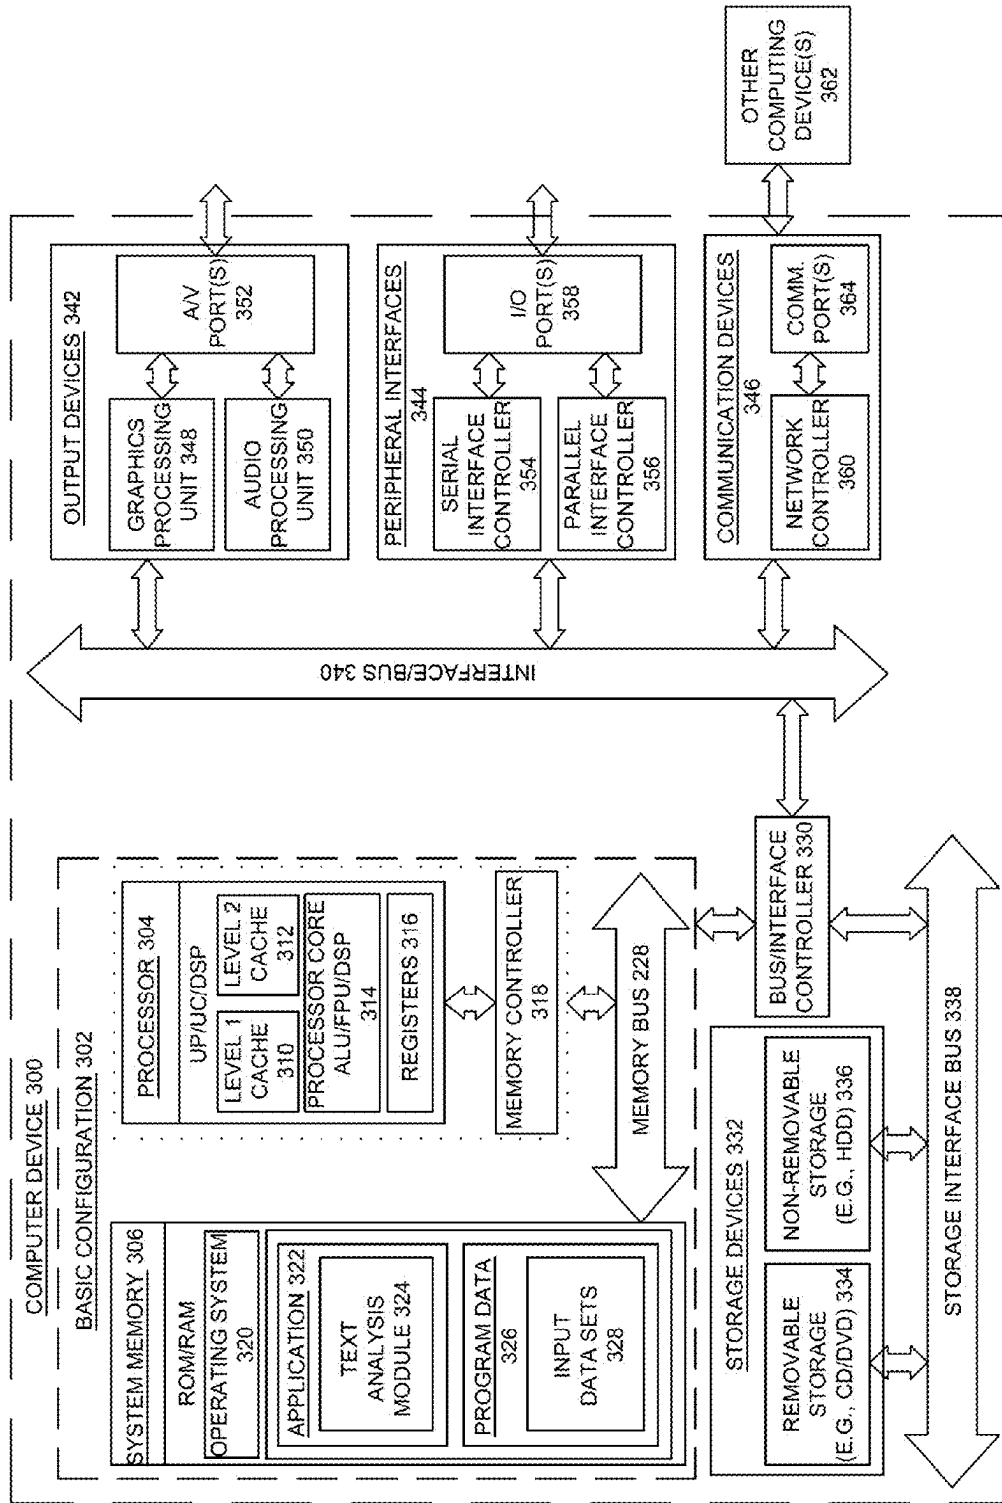 COMPUTER DEVICE 300
BASIC CONFIGURATION 302
SYSTEM MEMORY 306
ROM/RAM
OPERATING SYSTEM
320
APPLICATION 322
TEXT
ANALYSIS
MODULE 324
PROGRAM DATA
326
INPUT
DATA SETS
328
PROCESSOR 304
UP/UC/DSP
LEVEL 1
CACHE
310
LEVEL 2
CACHE
312
PROCESSOR CORE
ALU/FPU/DSP
314
REGISTERS 316
MEMORY CONTROLLER
318
MEMORY BUS 228
STORAGE DEVICES 332
REMOVABLE
STORAGE
(E.G., CD/DVD) 334
NON-REMOVABLE
STORAGE
(E.G., HDD) 336
BUS/INTERFACE
CONTROLLER 330
STORAGE INTERFACE BUS 338
INTERFACE/BUS 340
OUTPUT DEVICES 342
GRAPHICS
PROCESSING
UNIT 348
AUDIO
PROCESSING
UNIT 350
A/V
PORT(S)
352
PERIPHERAL INTERFACES
344
SERIAL
INTERFACE
CONTROLLER
354
PARALLEL
INTERFACE
CONTROLLER
356
I/O
PORT(S)
358
COMMUNICATION DEVICES
346
NETWORK
CONTROLLER
360
COMM.
PORT(S)
364
OTHER
COMPUTING
DEVICE(S)
362